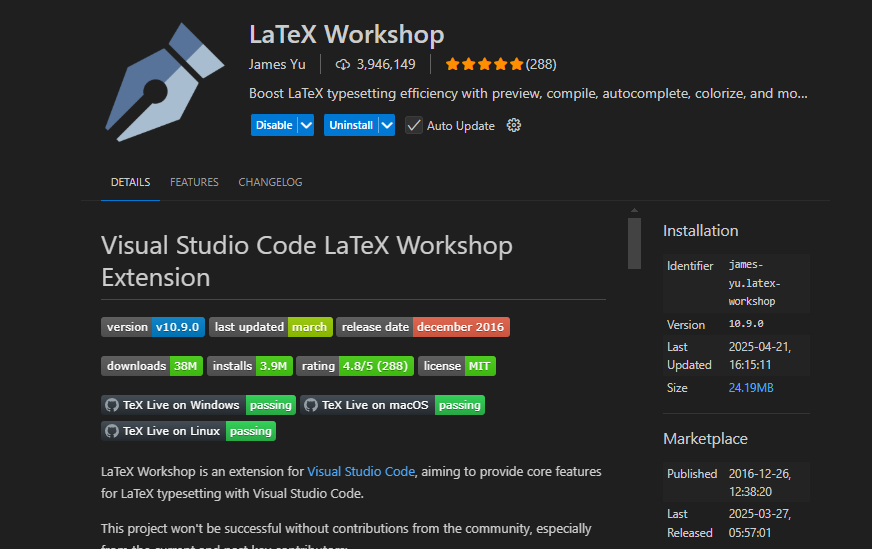 LaTeX Workshop
James Yu 3,946,149 (288)
Boost LaTeX typesetting efficiency with preview, compile, autocomplete, colorize, and mo...
Disable Uninstall Auto Update
DETAILS FEATURES CHANGELOG
Visual Studio Code LaTeX Workshop
Extension
version v10.9.0 last updated march release date december 2016
downloads 38M installs 3.9M rating 4.8/5 (288) license MIT
TeX Live on Windows passing TeX Live on macOS passing
TeX Live on Linux passing
LaTeX Workshop is an extension for Visual Studio Code, aiming to provide core features
for LaTeX typesetting with Visual Studio Code.
This project won't be successful without contributions from the community, especially
from the current and past key contributors:
Installation
Identifier james-
yu.latex-
workshop
Version 10.9.0
Last 2025-04-21,
Updated 16:15:11
Size 24.19MB
Marketplace
Published 2016-12-26,
12:38:20
Last 2025-03-27,
Released 05:57:01